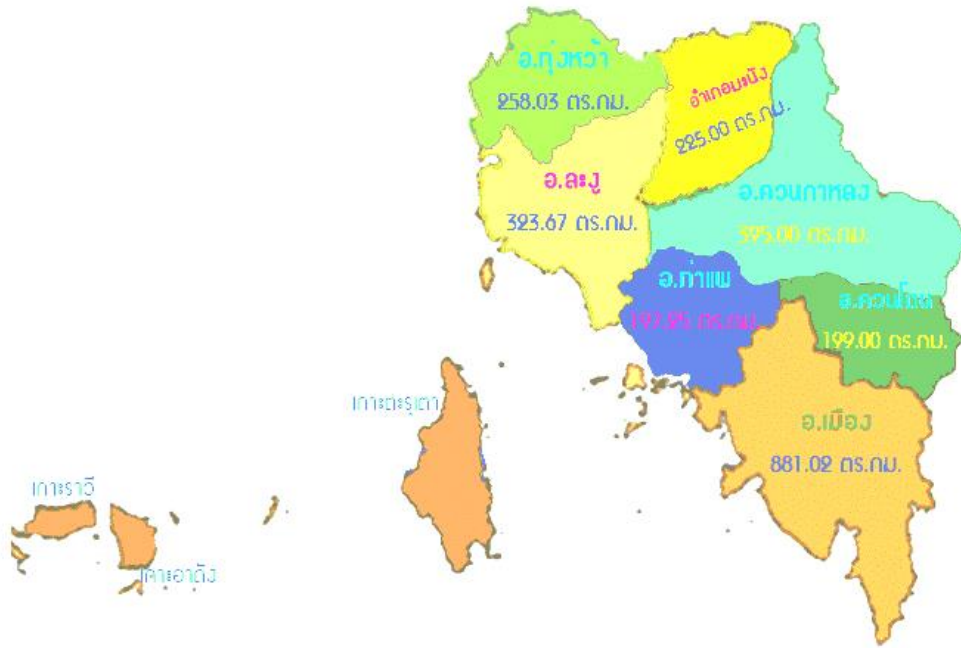 อ.ทุ่งหว้า
258.03 ตร.กม.
อำเภอมะนัง
225.00 ตร.กม.
อ.ละงู
323.67 ตร.กม.
อ.ควนกาหลง
395.00 ตร.กม.
อ.ท่าแพ
197.25 ตร.กม.
อ.ควนโดน
199.00 ตร.กม.
เกาะตะรุเตา
อ.เมือง
881.02 ตร.กม.
เกาะราวี
เกาะอาดัง